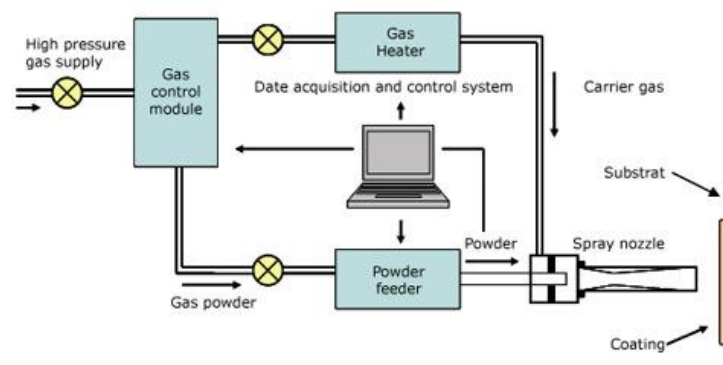 High pressure
gas supply
Gas
control
module
Gas
Heater
Date acquisition and control system
Carrier gas
Substrat
Powder
Spray nozzle
Powder
feeder
Gas powder
Coating